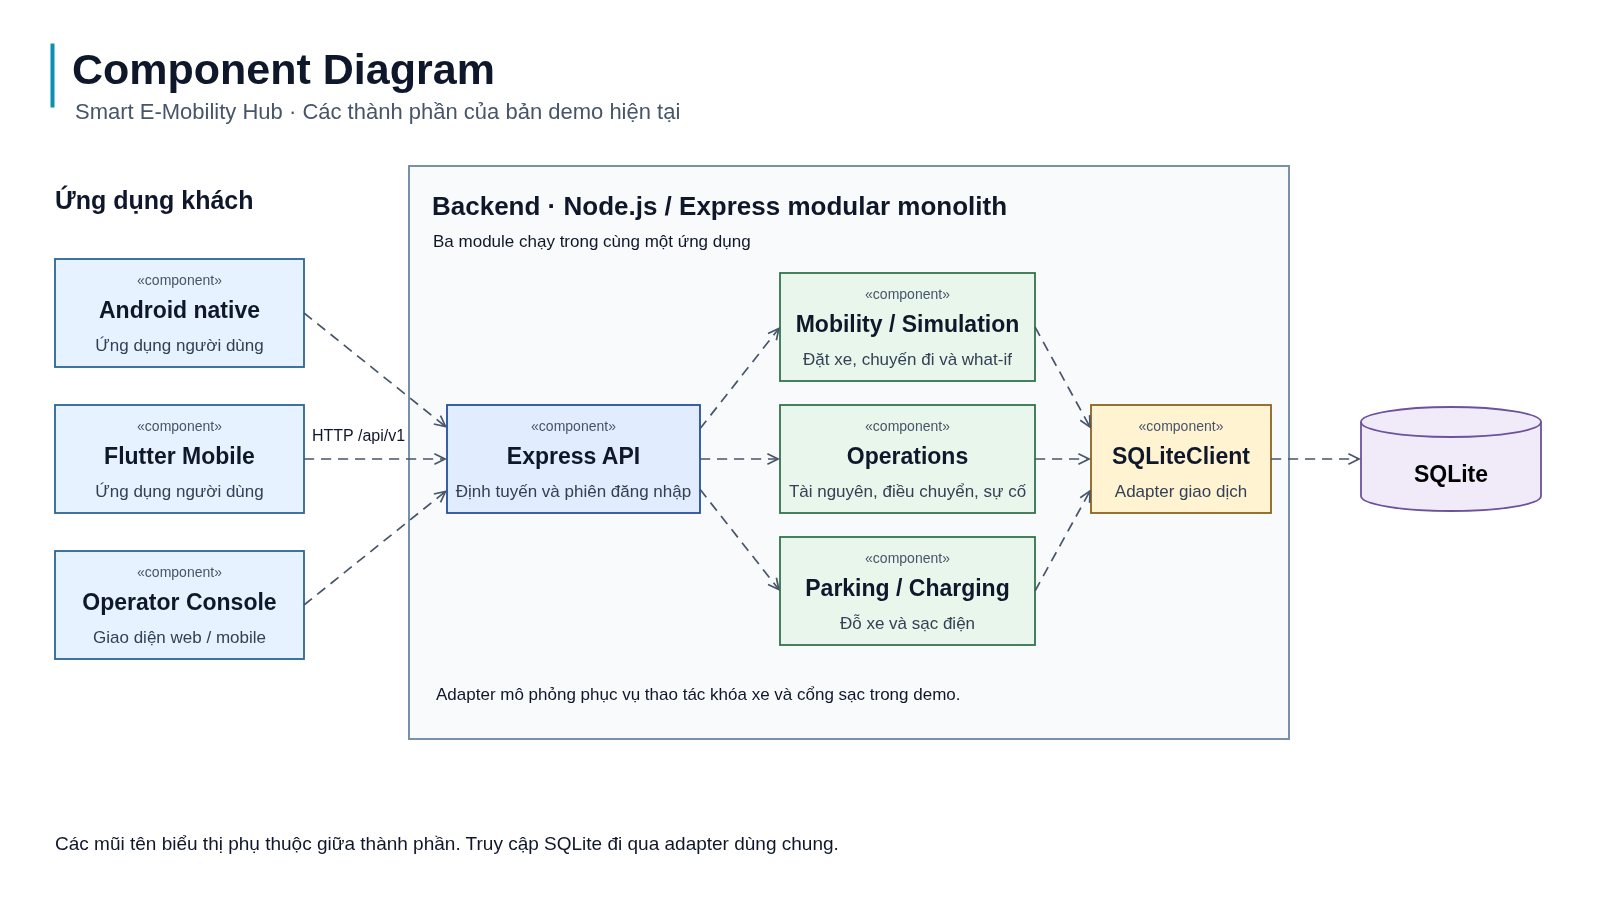 Component Diagram
Smart E-Mobility Hub · Các thành phần của bản demo hiện tại
Ứng dụng khách
«component»
Android native
Ứng dụng người dùng
«component»
Flutter Mobile
Ứng dụng người dùng
«component»
Operator Console
Giao diện web / mobile
HTTP /api/v1
Backend · Node.js / Express modular monolith
Ba module chạy trong cùng một ứng dụng
«component»
Express API
Định tuyến và phiên đăng nhập
«component»
Mobility / Simulation
Đặt xe, chuyến đi và what-if
«component»
Operations
Tài nguyên, điều chuyển, sự cố
«component»
Parking / Charging
Đỗ xe và sạc điện
«component»
SQLiteClient
Adapter giao dịch
SQLite
Adapter mô phỏng phục vụ thao tác khóa xe và cổng sạc trong demo.
Các mũi tên biểu thị phụ thuộc giữa thành phần. Truy cập SQLite đi qua adapter dùng chung.